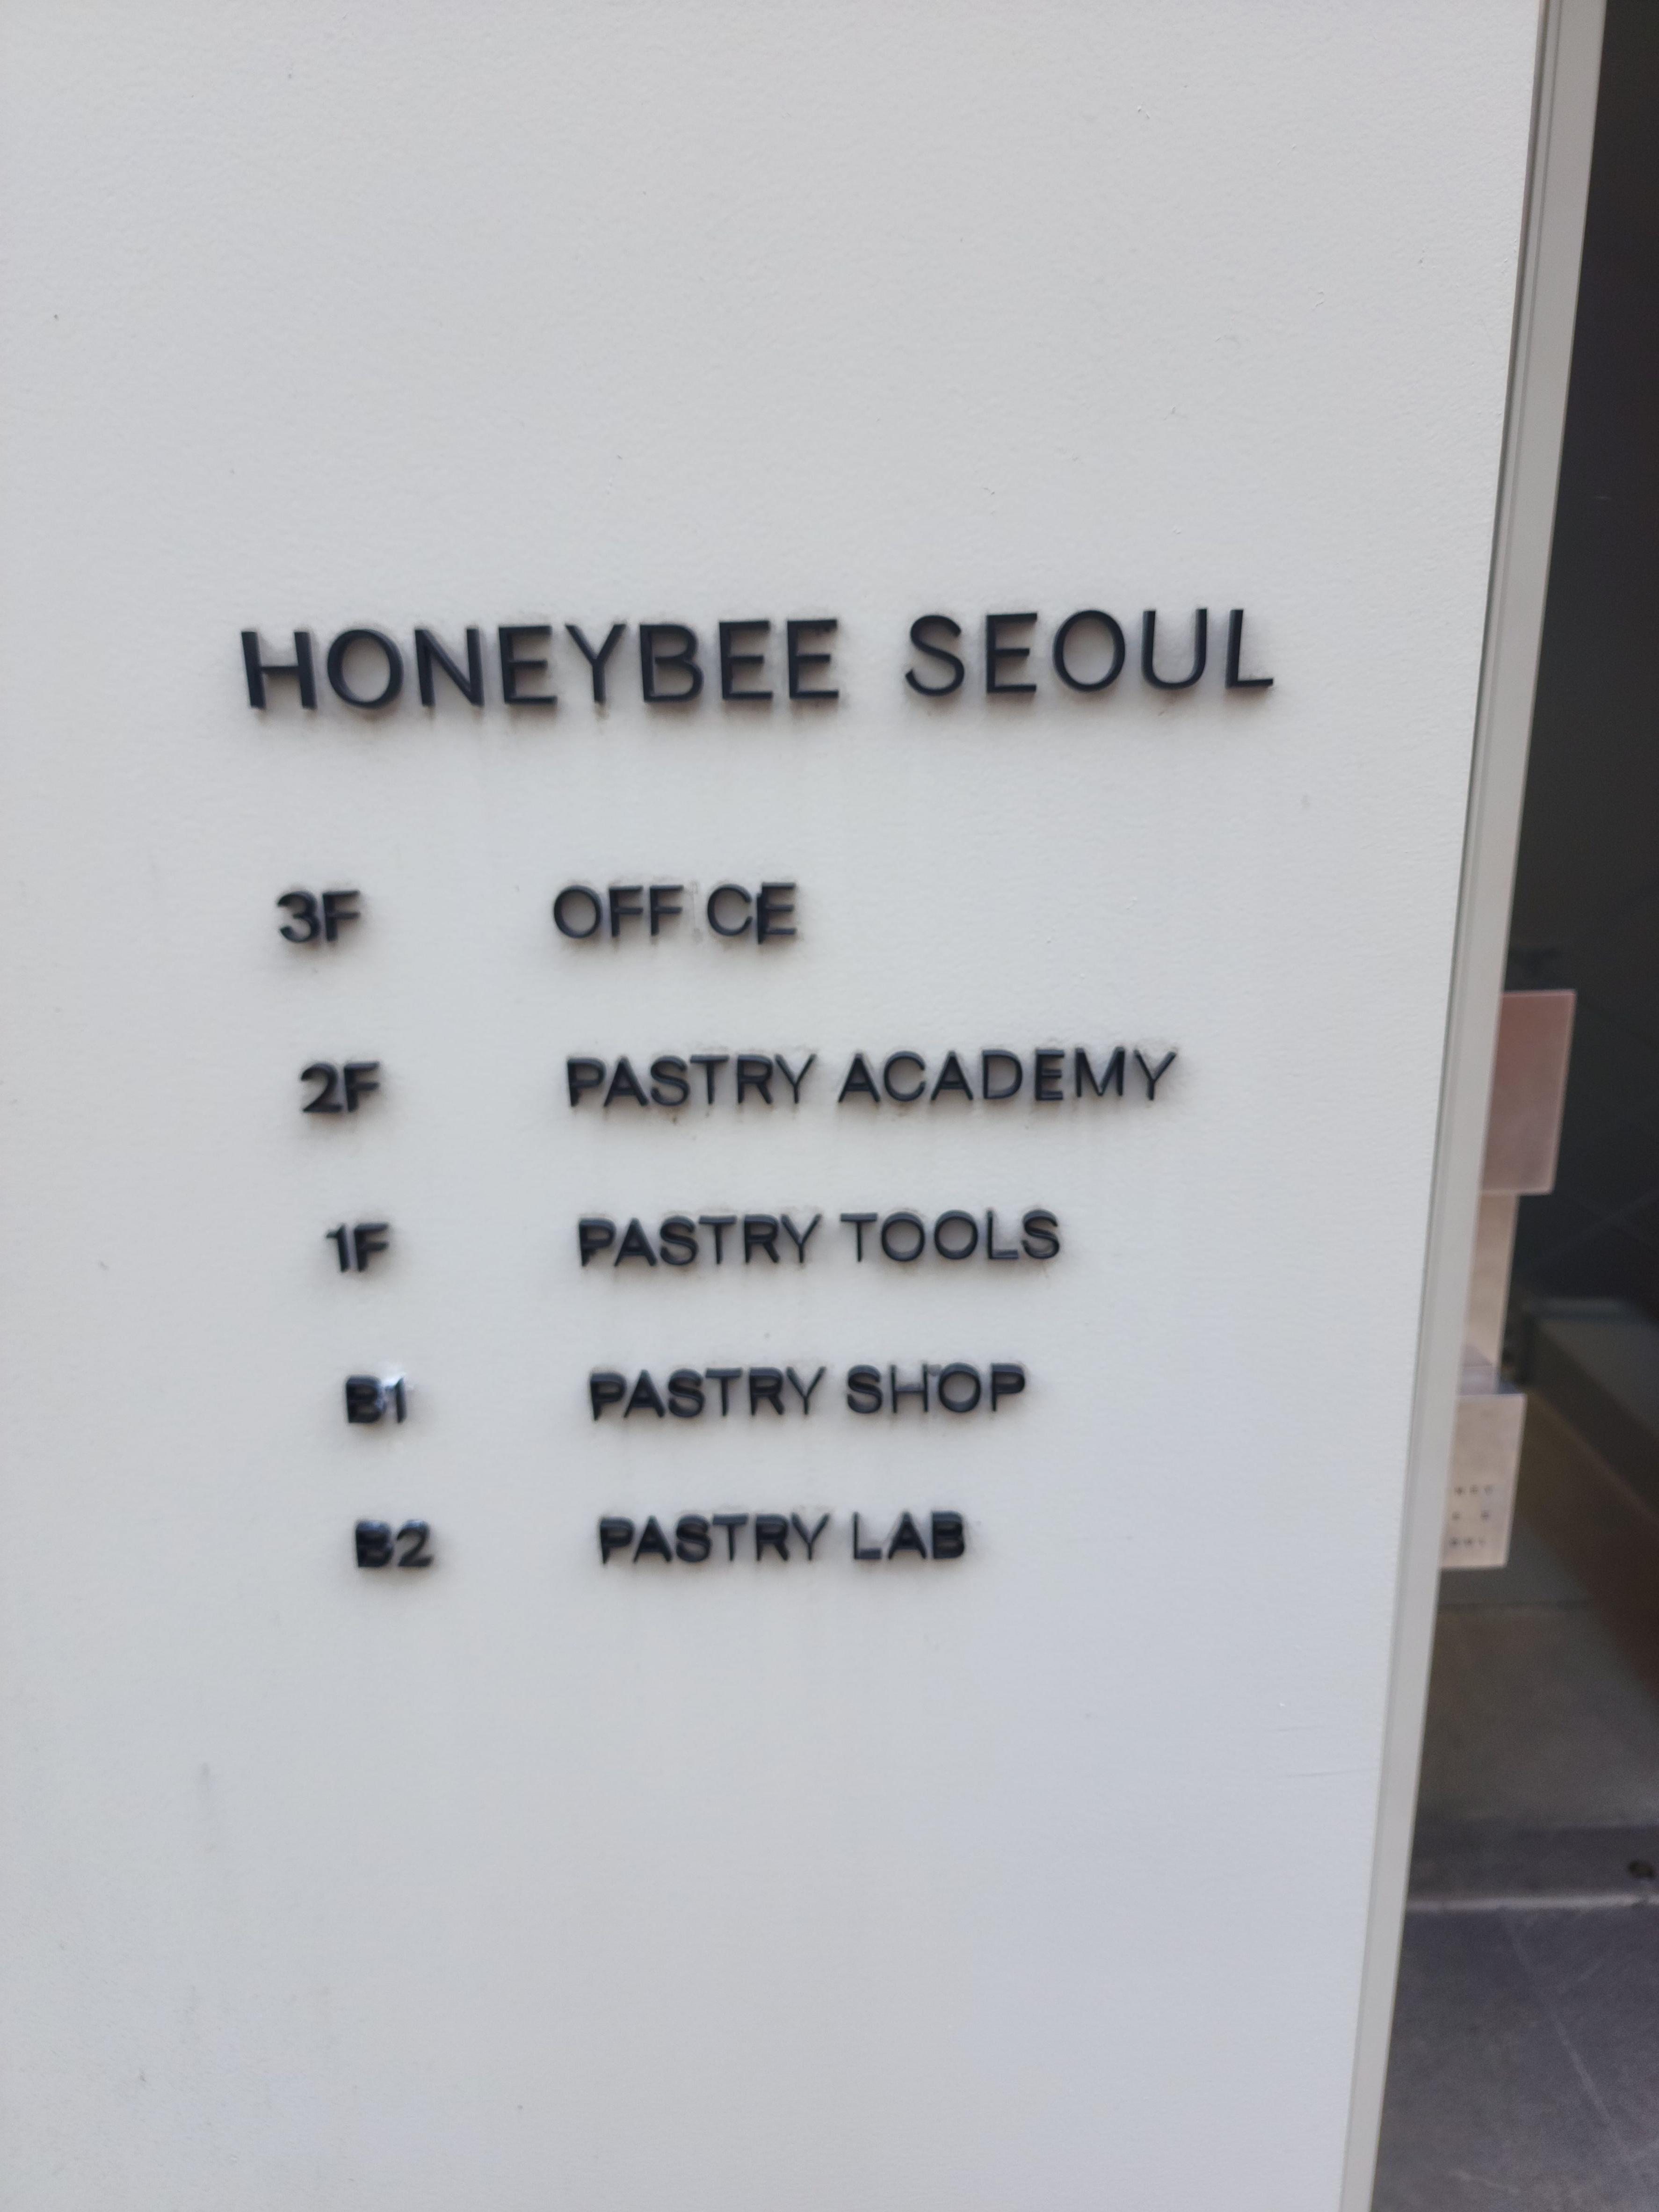 HONEYBEE SEOUL
3F OFF CE
2F PASTRY ACADEMY
1F PASTRY TOOLS
B1 PASTRY SHOP
B2 PASTRY LAB